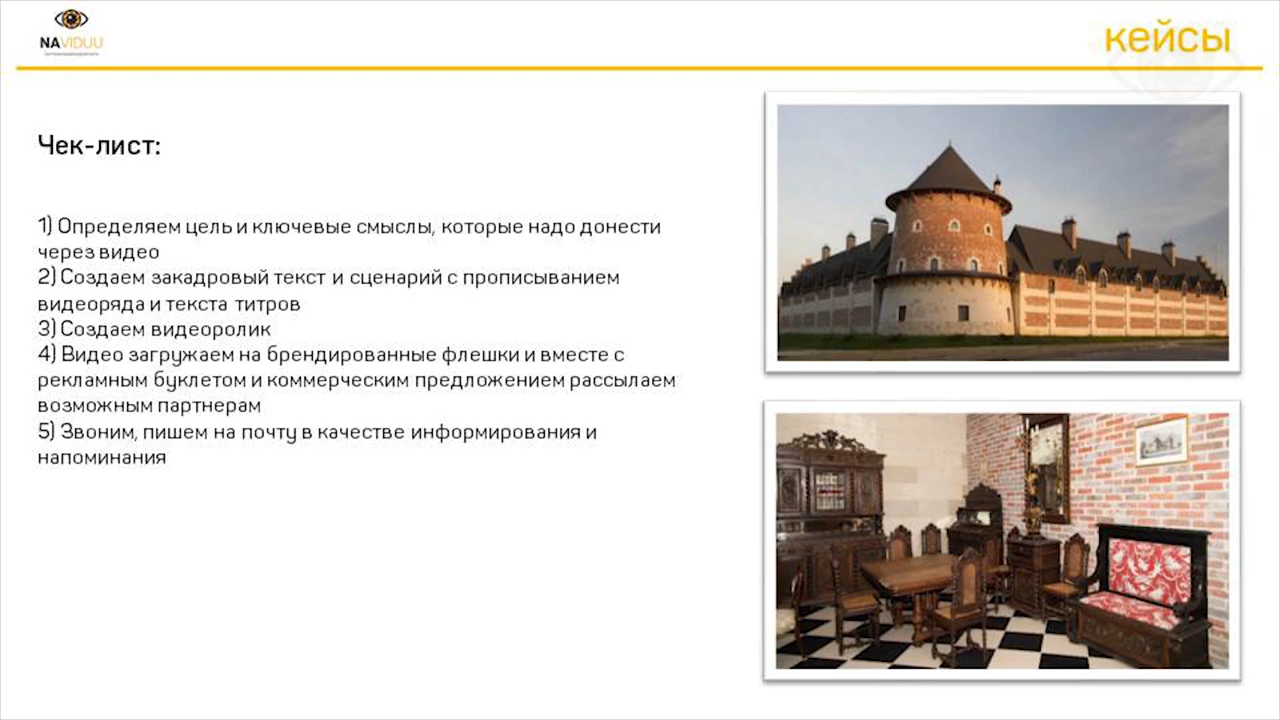 NAVIDUU
кейсы
Чек-лист:
1) Определяем цель и ключевые смыслы, которые надо донести
через видео
2) Создаем закадровый текст и сценарий с прописыванием
видеоряда и текста титров
3) Создаем видеоролик
4) Видео загружаем на брендированные флешки и вместе с
рекламным буклетом и коммерческим предложением рассылаем
возможным партнерам
5) Звоним, пишем на почту в качестве информирования и
напоминания